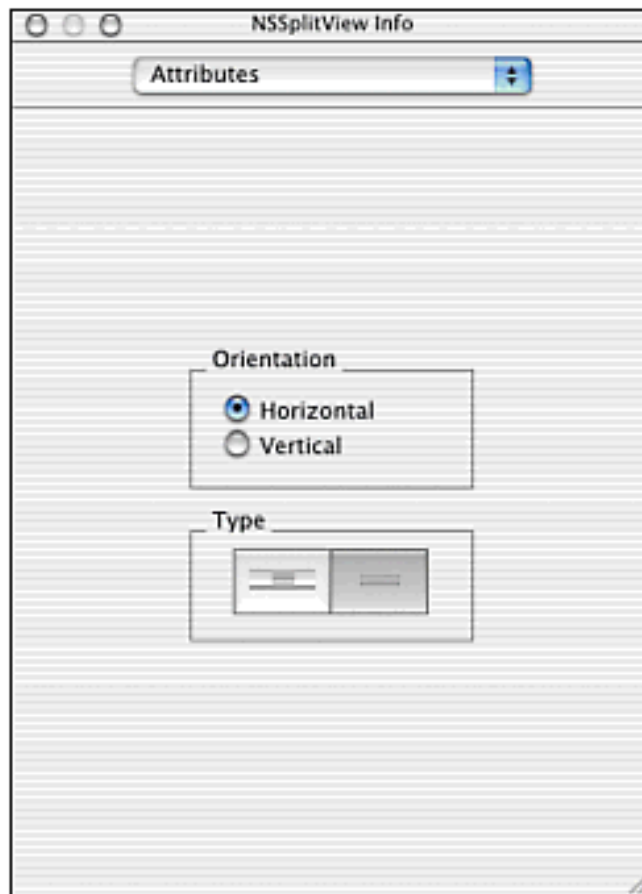 NSSplitView Info
Attributes
Orientation
Horizontal
Vertical
Type